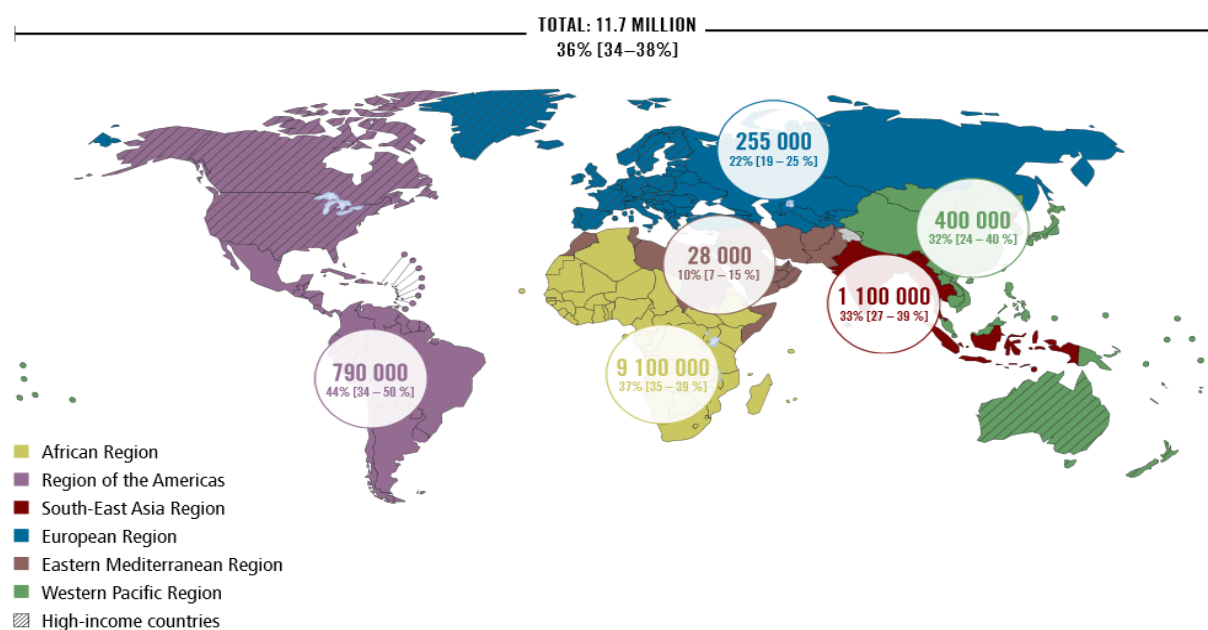 TOTAL: 11.7 MILLION
36% [34–38%]
255 000
22% [19 – 25 %]
400 000
32% [24 – 40 %]
28 000
10% [7 – 15 %]
1 100 000
33% [27 – 39 %]
790 000
44% [34 – 50 %]
9 100 000
37% [35 – 39 %]
African Region
Region of the Americas
South-East Asia Region
European Region
Eastern Mediterranean Region
Western Pacific Region
High-income countries